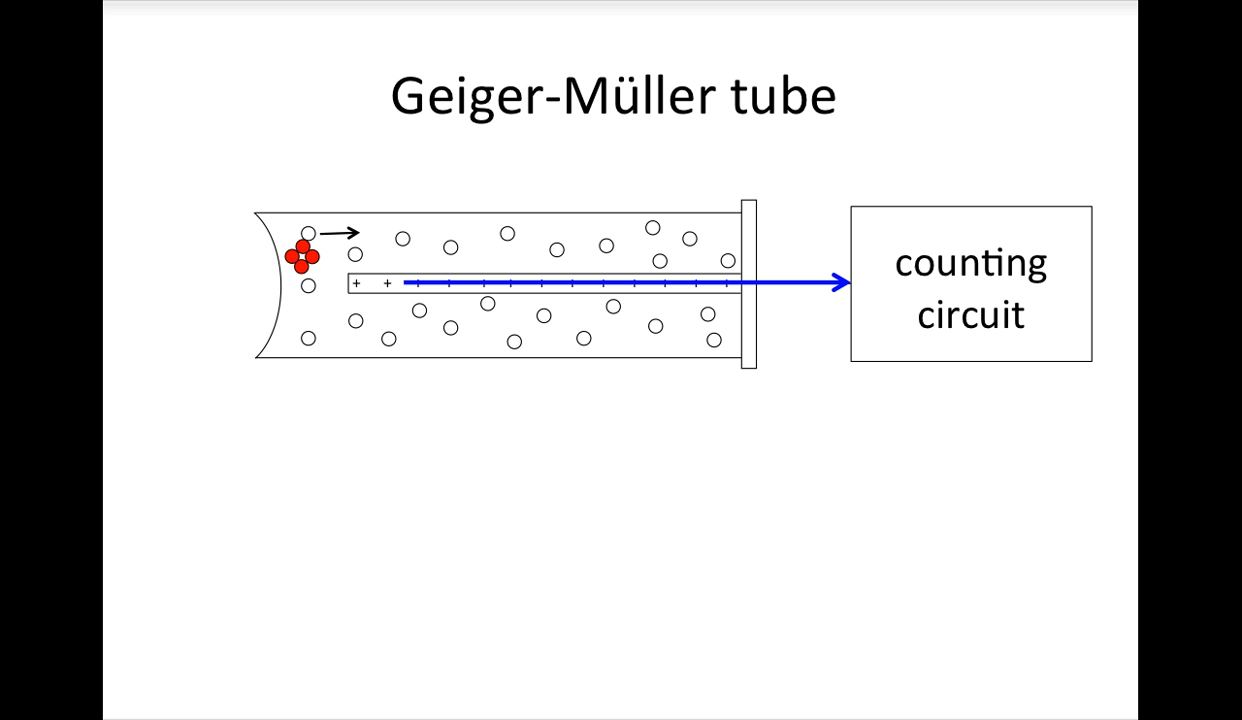 Geiger-Müller tube
+ + + + + + + + + + + + +
counting
circuit